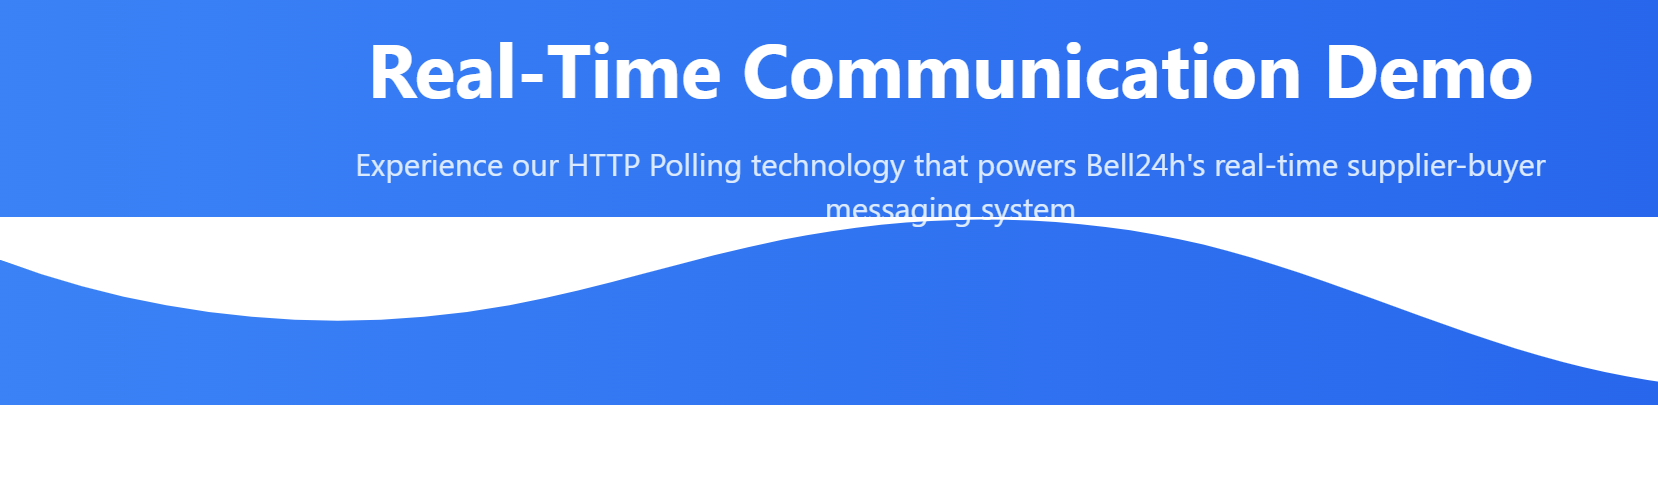 Real-Time Communication Demo
Experience our HTTP Polling technology that powers Bell24h's real-time supplier-buyer
messaging system